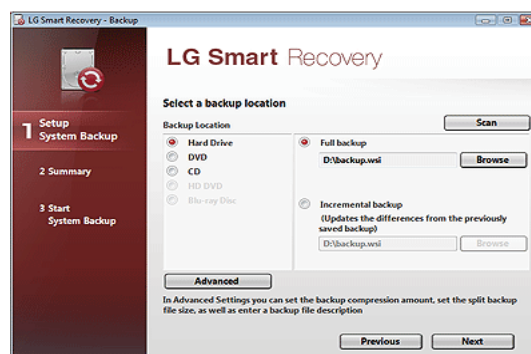 LG Smart Recovery - Backup
LG Smart Recovery
1 Setup
System Backup
2 Summary
3 Start
System Backup
Select a backup location
Backup Location
Scan
Hard Drive
DVD
CD
HD DVD
Blu-ray Disc
Full backup
D:\backup.wsi
Browse
Incremental backup
(Updates the differences from the previously
saved backup)
D:\backup.wsi
Browse
Advanced
In Advanced Settings you can set the backup compression amount, set the split backup
file size, as well as enter a backup file description
Previous
Next